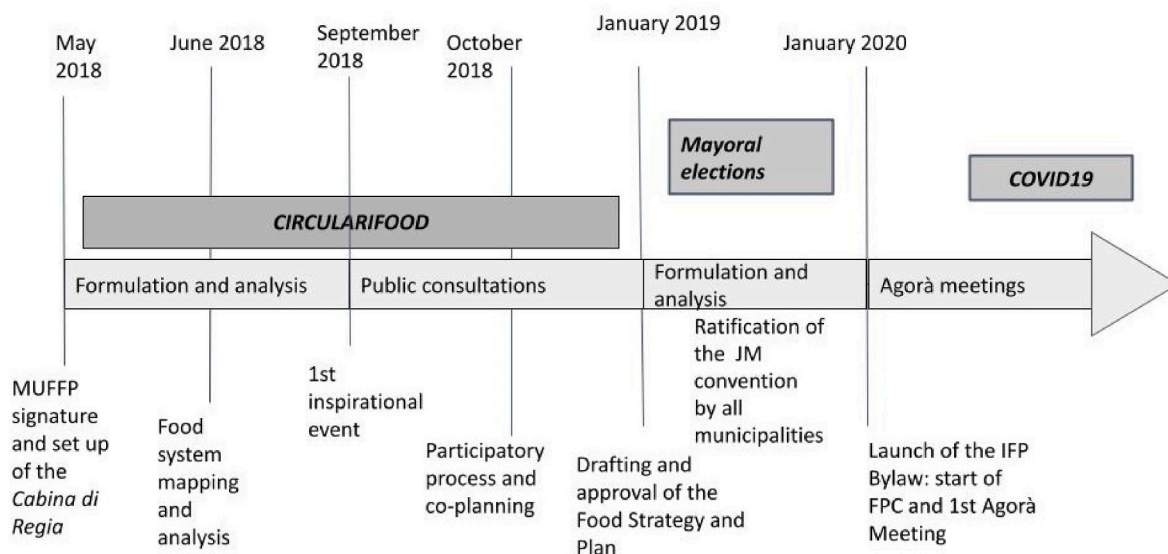 May
2018
June 2018
September
2018
October
2018
January 2019
January 2020
Mayoral
elections
COVID19
CIRCULARIFOOD
Formulation and analysis
Public consultations
Formulation and
analysis
Agorà meetings
MUFFP
signature
and set up
of the
Cabina di
Regia
Food
system
mapping
and
analysis
1st
inspirational
event
Participatory
process and
co-planning
Drafting and
approval of the
Food Strategy and
Plan
Ratification of
the JM
convention
by all
municipalities
Launch of the IFP
Bylaw: start of
FPC and 1st Agorà
Meeting